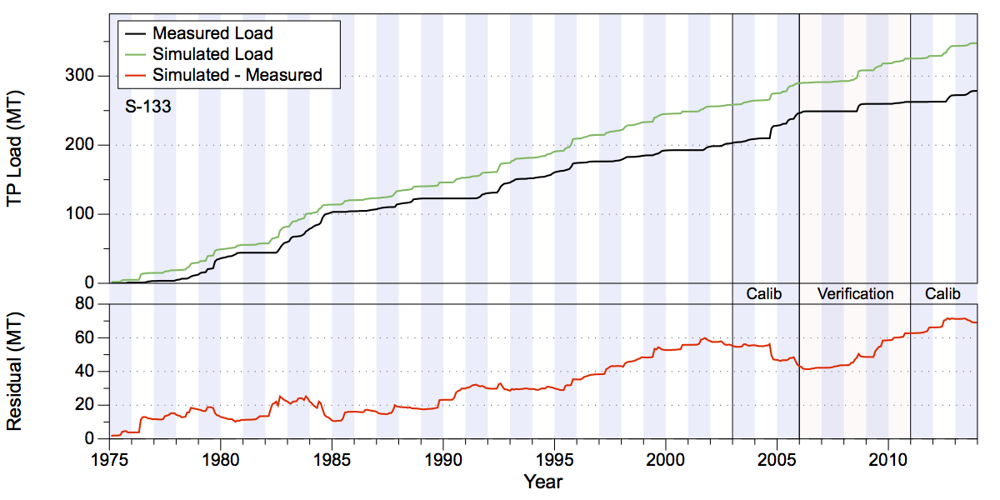 Measured Load
Simulated Load
Simulated - Measured
S-133
TP Load (MT)
300
200
100
0
Calib
Verification
Calib
Residual (MT)
80
60
40
20
0
1975
1980
1985
1990
1995
2000
2005
2010
Year